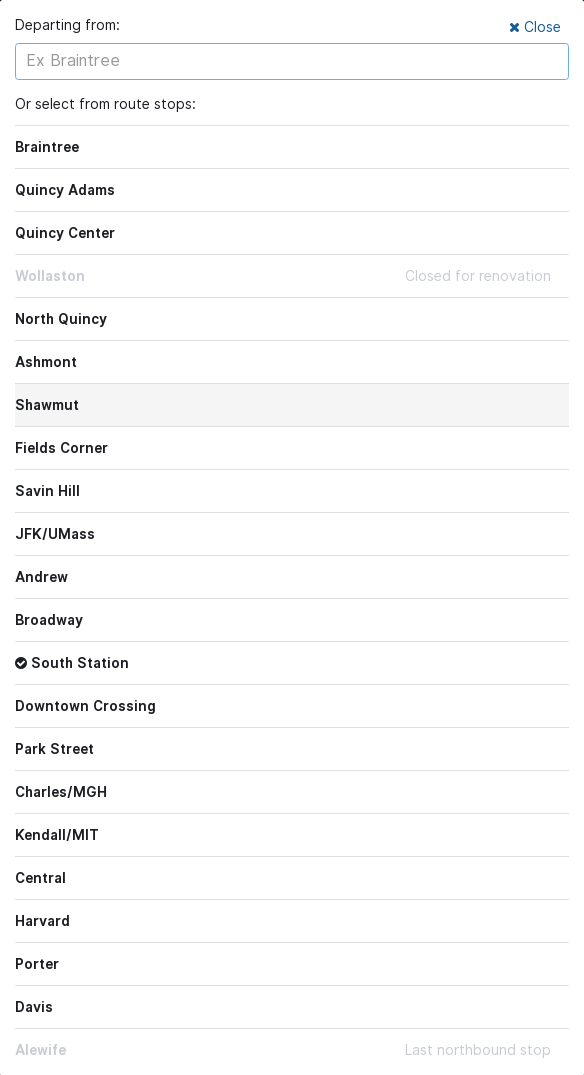 Departing from:
Close
Ex Braintree
Or select from route stops:
Braintree
Quincy Adams
Quincy Center
Wollaston Closed for renovation
North Quincy
Ashmont
Shawmut
Fields Corner
Savin Hill
JFK/UMass
Andrew
Broadway
South Station
Downtown Crossing
Park Street
Charles/MGH
Kendall/MIT
Central
Harvard
Porter
Davis
Alewife Last northbound stop